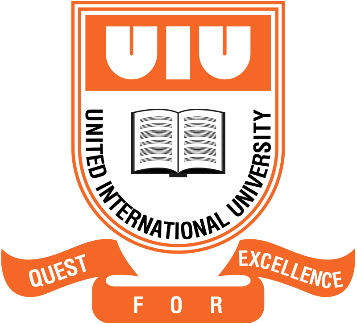 UIU
UNITED INTERNATIONAL UNIVERSITY
QUEST
FOR
EXCELLENCE